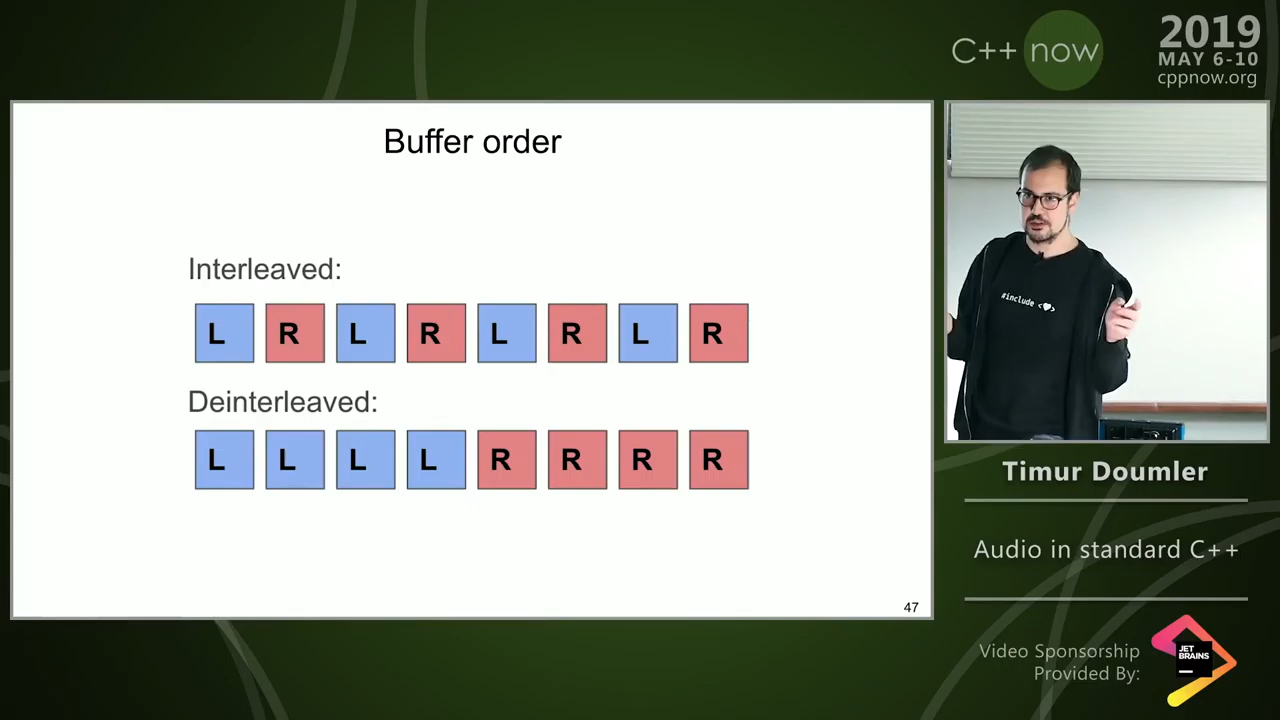 C++ now
2019
MAY 6-10
cppnow.org
Buffer order
Interleaved:
L R L R L R L R
Deinterleaved:
L L L L R R R R
47
#include <♥>
Timur Doumler
Audio in standard C++
Video Sponsorship
Provided By:
JET
BRAINS